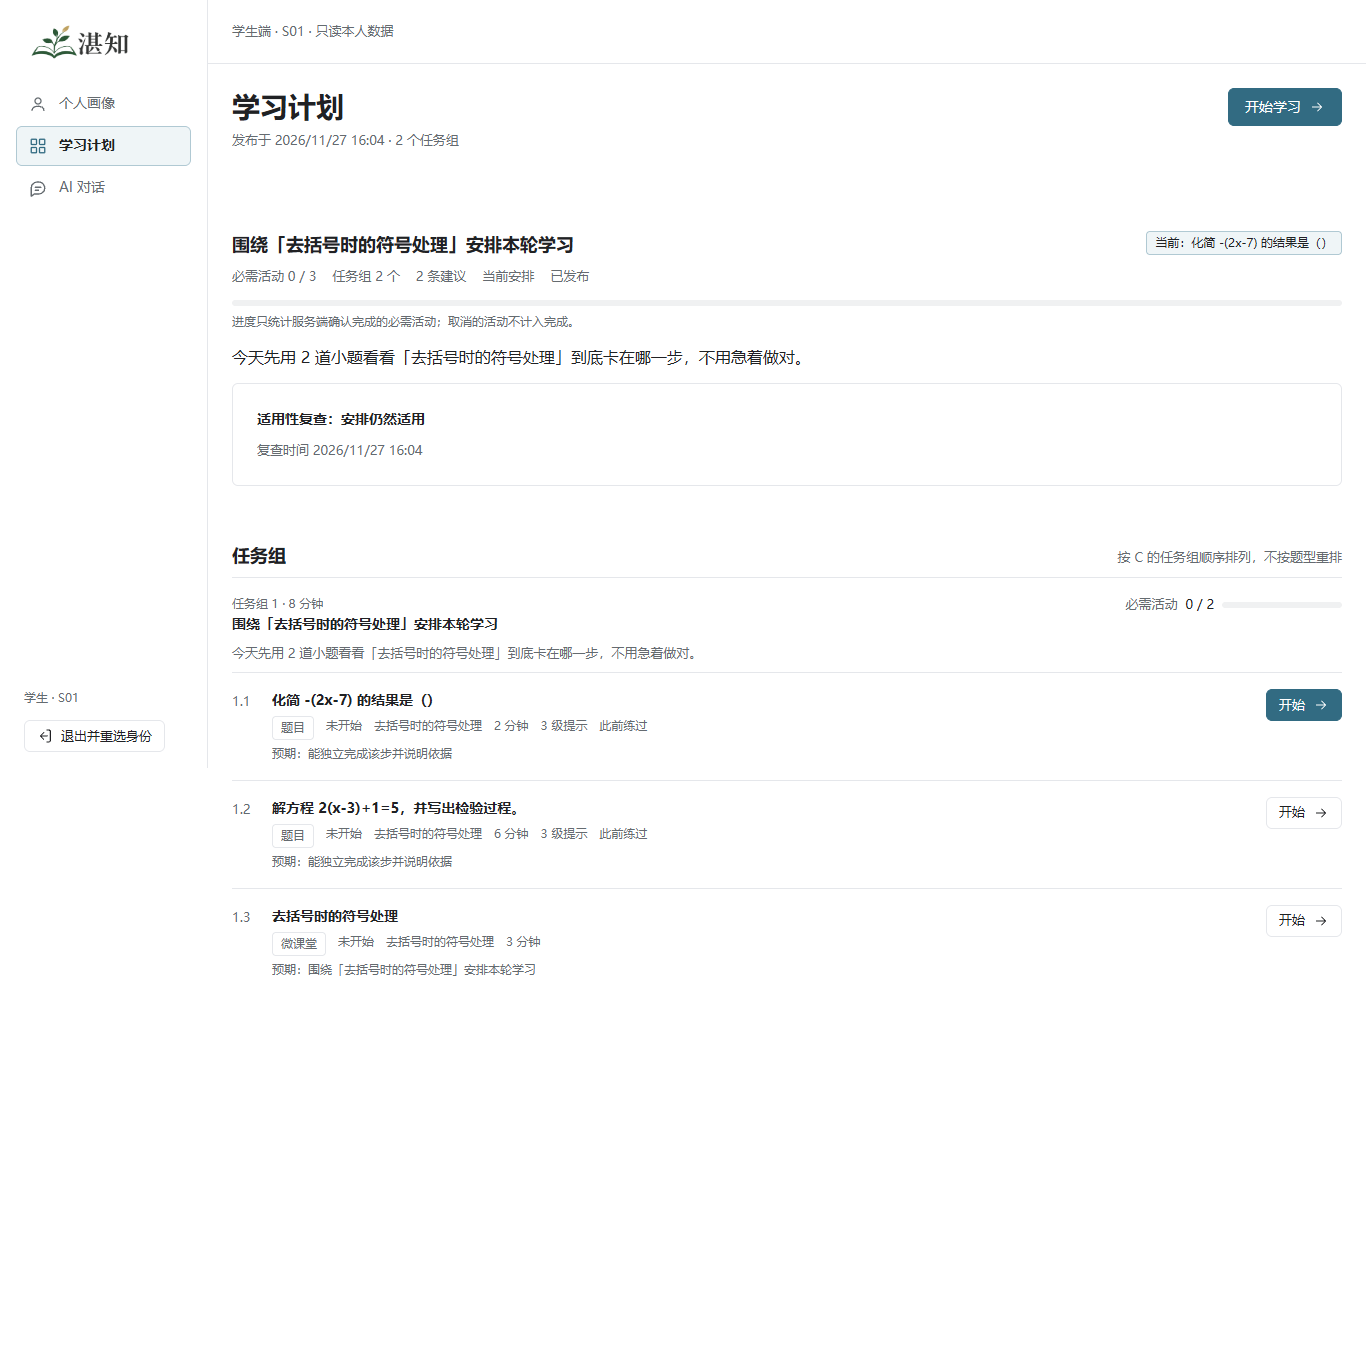 湛知
学生端 · S01 · 只读本人数据
个人画像
学习计划
AI 对话
学习计划
开始学习 →
发布于 2026/11/27 16:04 · 2 个任务组
围绕「去括号时的符号处理」安排本轮学习
当前：化简 -(2x-7) 的结果是（）
必需活动 0 / 3 任务组 2 个 2 条建议 当前安排 已发布
进度只统计服务端确认完成的必需活动；取消的活动不计入完成。
今天先用 2 道小题看看「去括号时的符号处理」到底卡在哪一步，不用急着做对。
适用性复查：安排仍然适用
复查时间 2026/11/27 16:04
任务组
按 C 的任务组顺序排列，不按题型重排
任务组 1 · 8 分钟
必需活动 0 / 2
围绕「去括号时的符号处理」安排本轮学习
今天先用 2 道小题看看「去括号时的符号处理」到底卡在哪一步，不用急着做对。
1.1 化简 -(2x-7) 的结果是（）
开始 →
题目 未开始 去括号时的符号处理 2 分钟 3 级提示 此前练过
预期：能独立完成该步并说明依据
1.2 解方程 2(x-3)+1=5，并写出检验过程。
开始 →
题目 未开始 去括号时的符号处理 6 分钟 3 级提示 此前练过
预期：能独立完成该步并说明依据
1.3 去括号时的符号处理
开始 →
微课堂 未开始 去括号时的符号处理 3 分钟
预期：围绕「去括号时的符号处理」安排本轮学习
学生 · S01
退出并重选身份